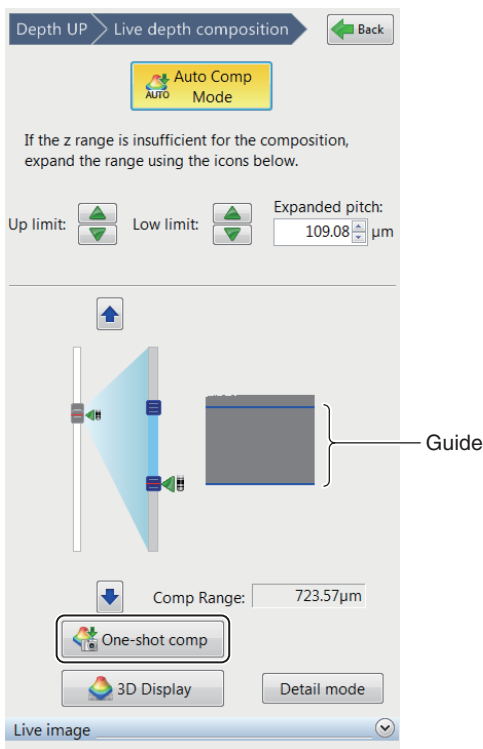 Depth UP
Live depth composition
Back
Auto Comp
AUTO
Mode
If the z range is insufficient for the composition,
expand the range using the icons below.
Expanded pitch:
Up limit:
Low limit:
109.08
µm
Guide
Comp Range:
723.57µm
One-shot comp
3D Display
Detail mode
Live image